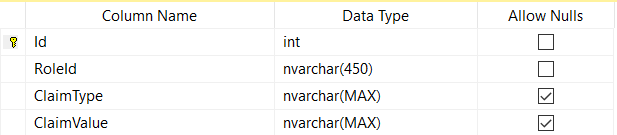 Column Name Data Type Allow Nulls
Id int
RoleId nvarchar(450)
ClaimType nvarchar(MAX)
ClaimValue nvarchar(MAX)